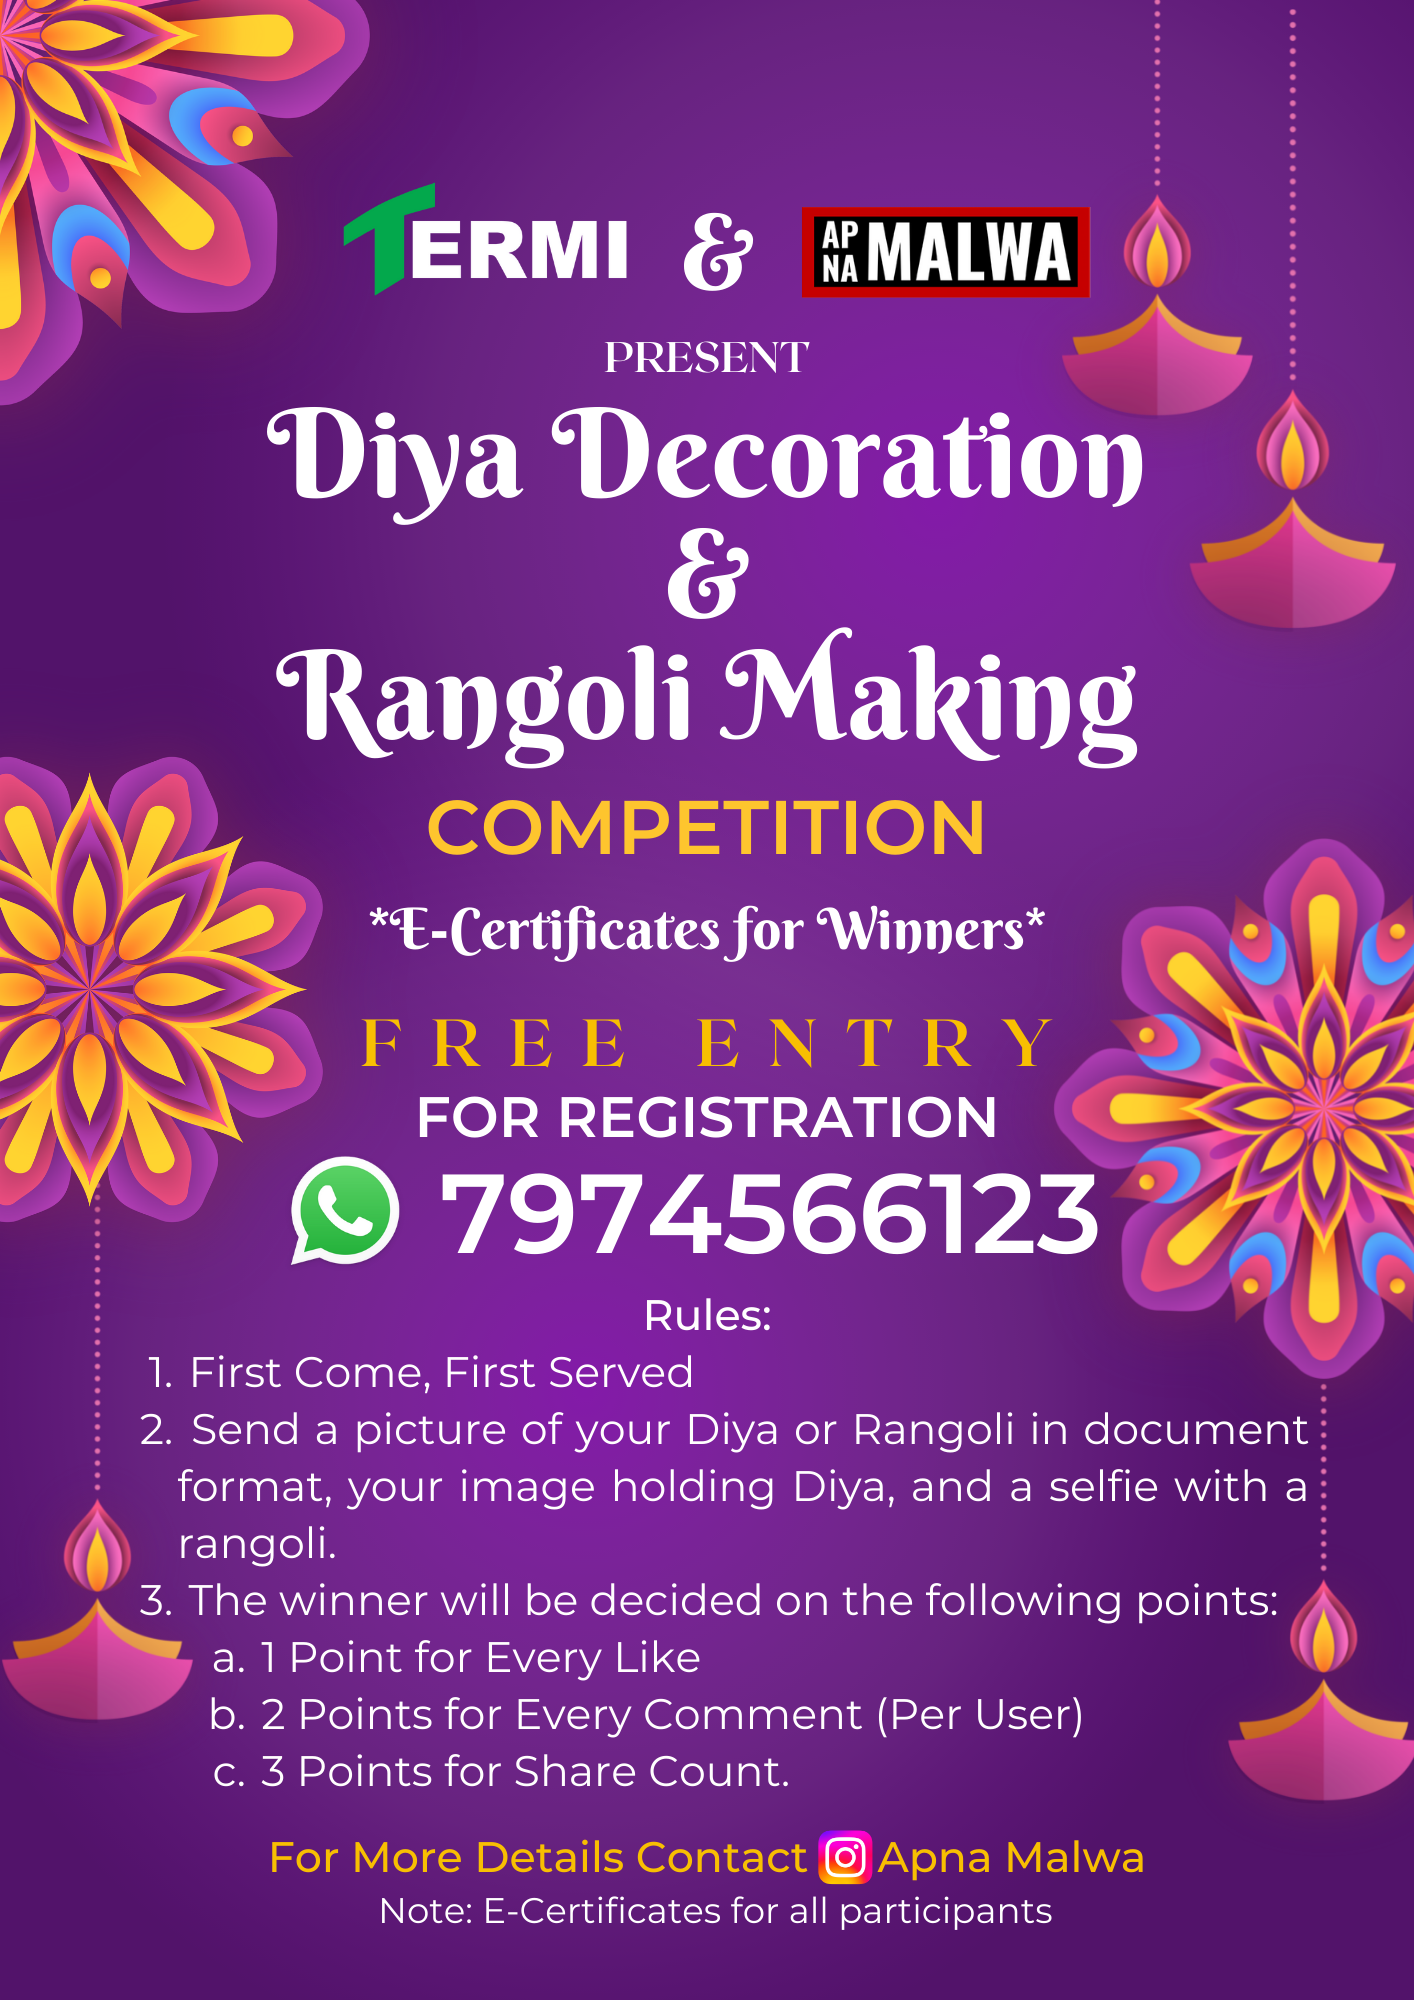 TERMI & APNA MALWA
PRESENT
Diya Decoration
&
Rangoli Making
COMPETITION
*E-Certificates for Winners*
FREE ENTRY
FOR REGISTRATION
7974566123
Rules:
1. First Come, First Served
2. Send a picture of your Diya or Rangoli in document
format, your image holding Diya, and a selfie with a
rangoli.
3. The winner will be decided on the following points:
a. 1 Point for Every Like
b. 2 Points for Every Comment (Per User)
c. 3 Points for Share Count.
For More Details Contact Apna Malwa
Note: E-Certificates for all participants